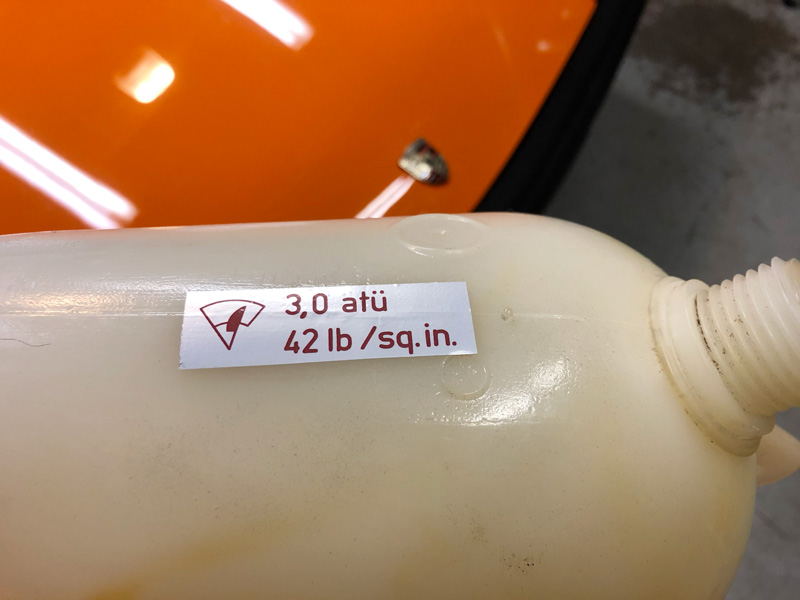 3,0 atü
42 lb/sq.in.